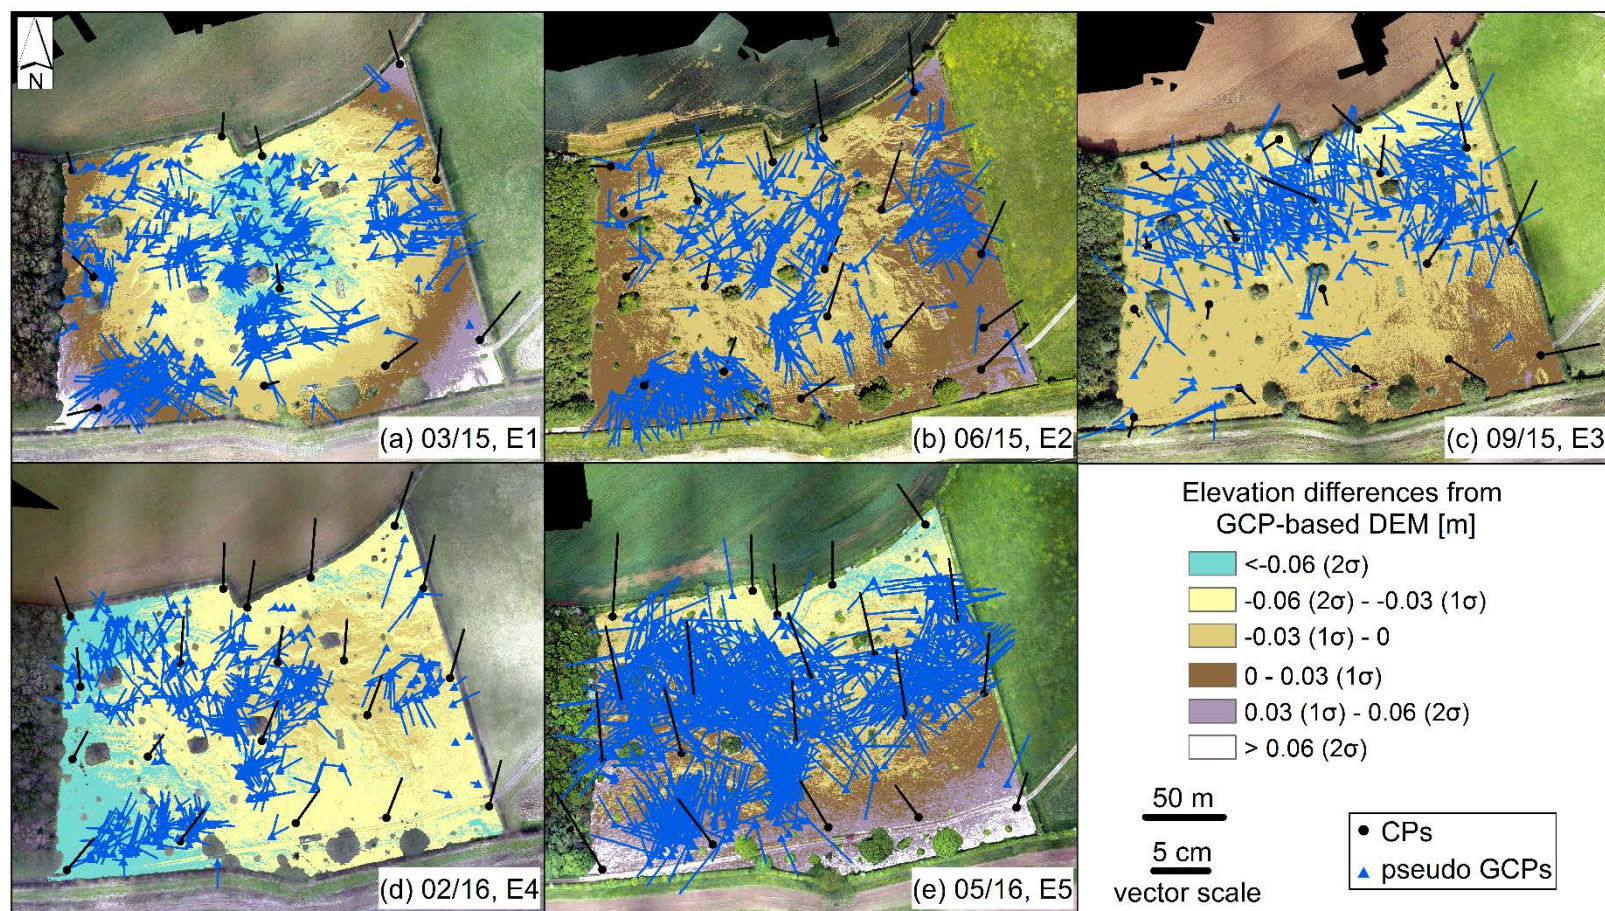 N
(a) 03/15, E1
(b) 06/15, E2
(c) 09/15, E3
(d) 02/16, E4
(e) 05/16, E5
Elevation differences from
GCP-based DEM [m]
<-0.06 (2σ)
-0.06 (2σ) - -0.03 (1σ)
-0.03 (1σ) - 0
0 - 0.03 (1σ)
0.03 (1σ) - 0.06 (2σ)
> 0.06 (2σ)
50 m
5 cm
vector scale
CPs
pseudo GCPs